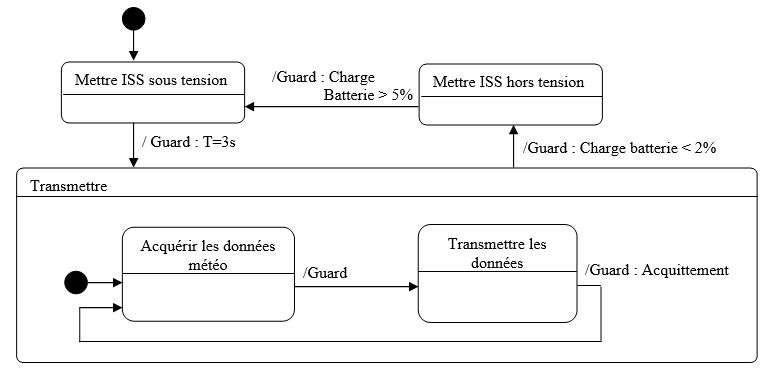 Mettre ISS sous tension
/Guard : Charge
Batterie > 5%
Mettre ISS hors tension
/ Guard : T=3s
/Guard : Charge batterie < 2%
Transmettre
Acquérir les données
météo
/Guard
Transmettre les
données
/Guard : Acquittement